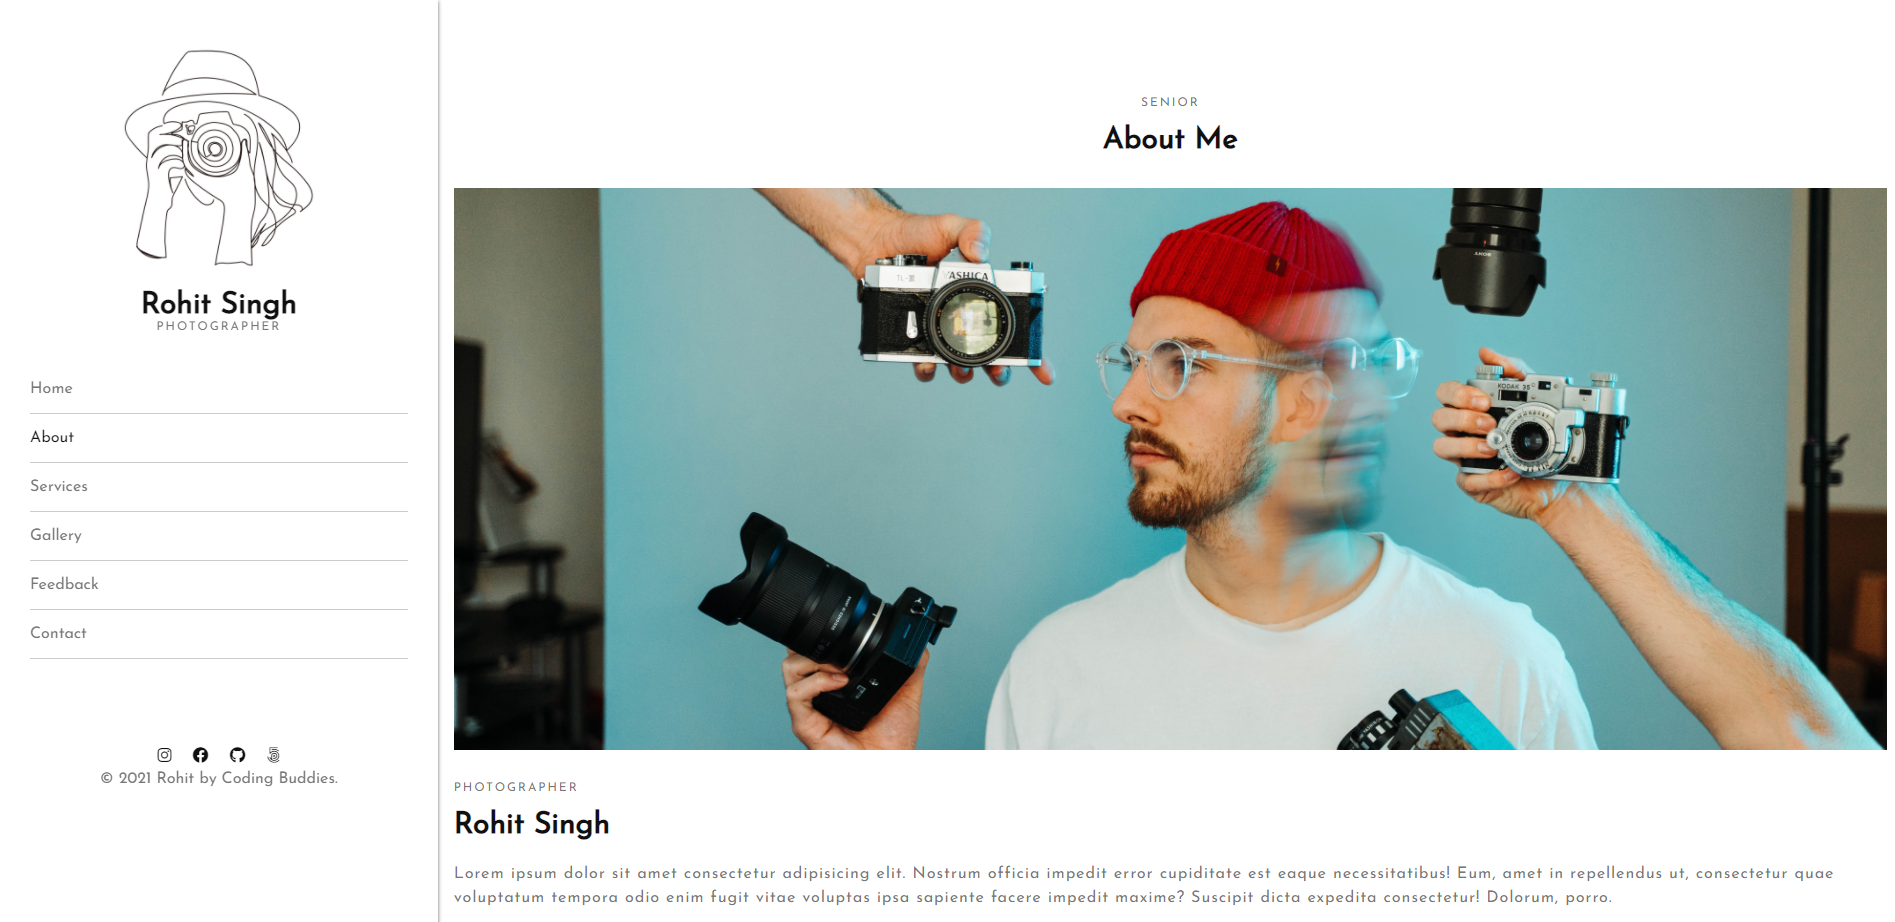 Rohit Singh
PHOTOGRAPHER
Home
About
Services
Gallery
Feedback
Contact
© 2021 Rohit by Coding Buddies.
SENIOR
About Me
YASHICA
KODAK 35
SONY
PHOTOGRAPHER
Rohit Singh
Lorem ipsum dolor sit amet consectetur adipisicing elit. Nostrum officia impedit error cupiditate est eaque necessitatibus! Eum, amet in repellendus ut, consectetur quae
voluptatum tempora odio enim fugit vitae voluptas ipsa sapiente facere impedit maxime? Suscipit dicta expedita consectetur! Dolorum, porro.